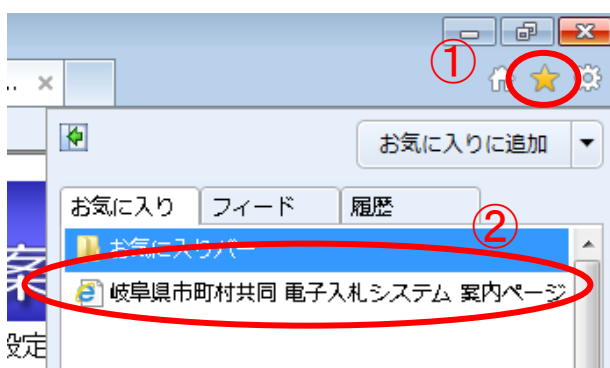 ①
.. ×
お気に入りに追加
お気に入り フィード 履歴
②
お気に入りバー
岐阜県市町村共同 電子入札システム 案内ページ
案
設定